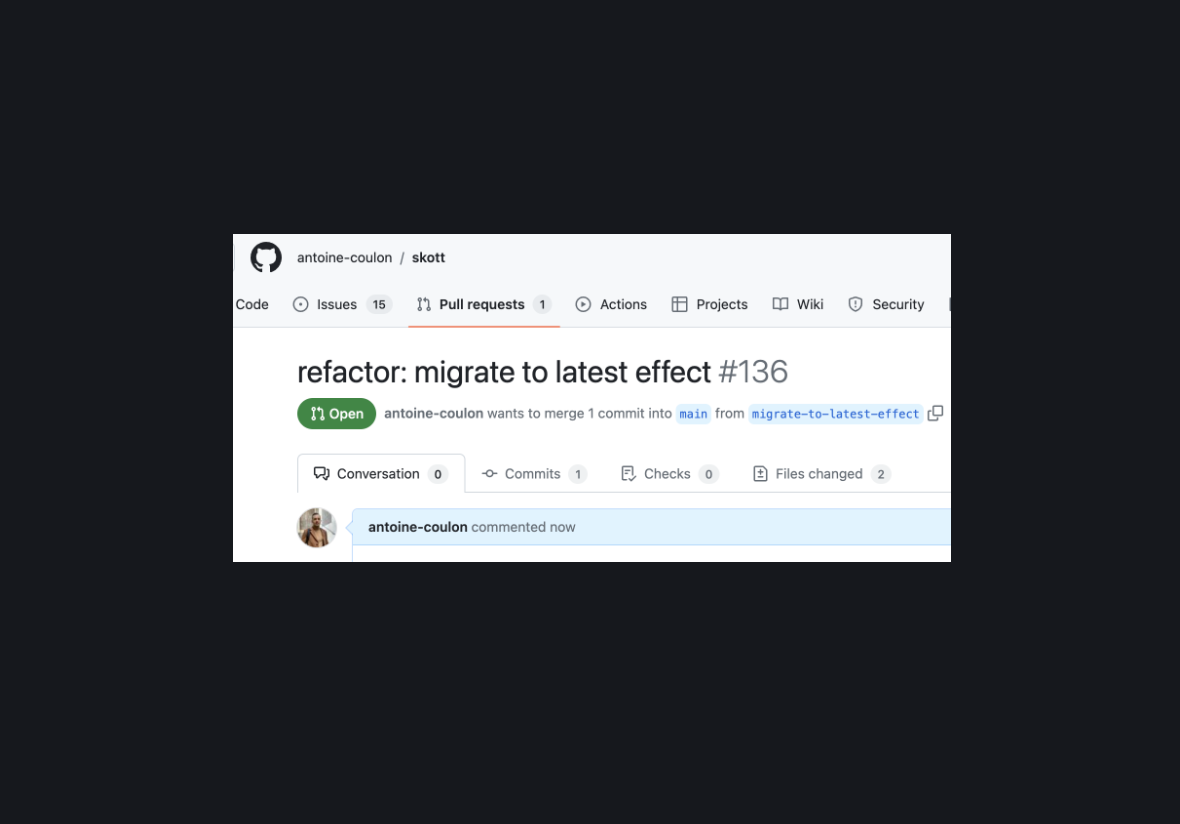 antoine-coulon / skott
Code Issues 15 Pull requests 1 Actions Projects Wiki Security
refactor: migrate to latest effect #136
Open antoine-coulon wants to merge 1 commit into main from migrate-to-latest-effect
Conversation 0 Commits 1 Checks 0 Files changed 2
antoine-coulon commented now